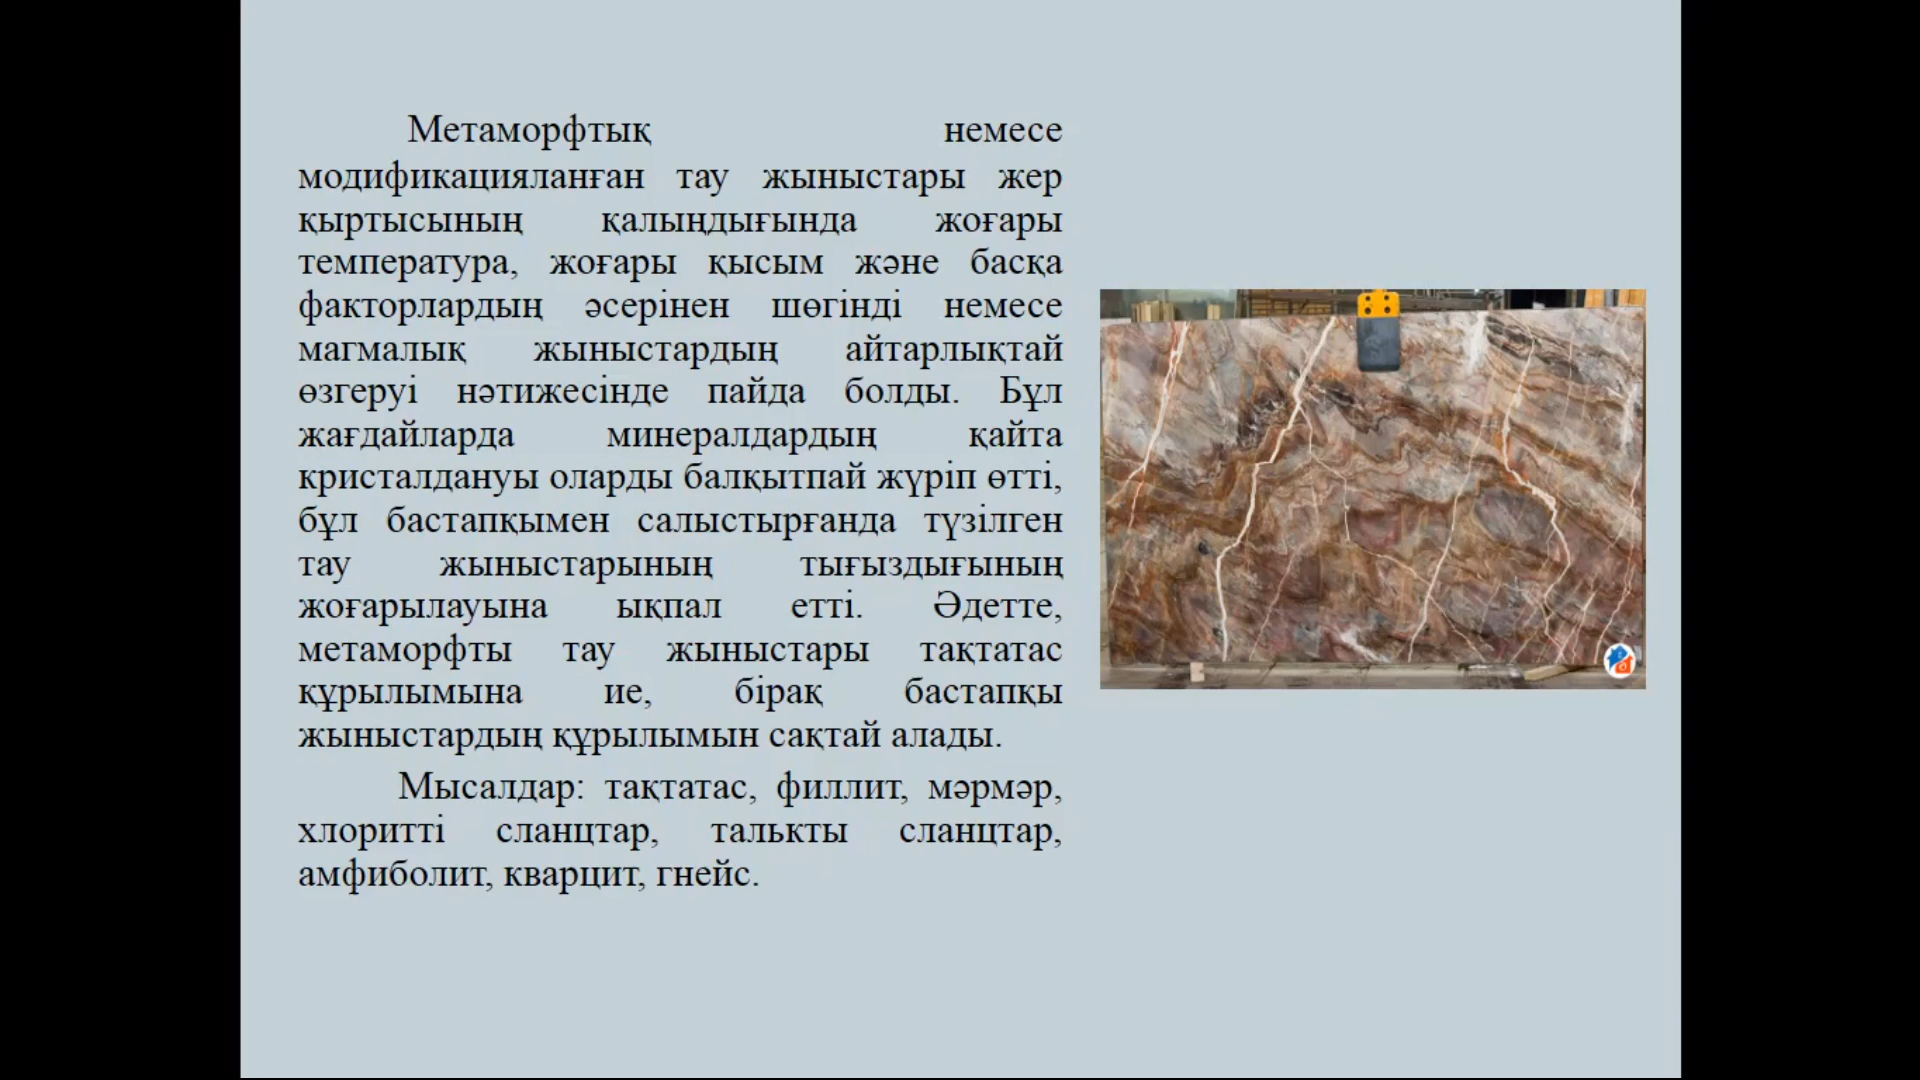 Метаморфтық немесе
модификацияланған тау жыныстары жер
қыртысының қалыңдығында жоғары
температура, жоғары қысым және басқа
факторлардың әсерінен шөгінді немесе
магмалық жыныстардың айтарлықтай
өзгеруі нәтижесінде пайда болды. Бұл
жағдайларда минералдардың қайта
кристалдануы оларды балқытпай жүріп өтті,
бұл бастапқымен салыстырғанда түзілген
тау жыныстарының тығыздығының
жоғарылауына ықпал етті. Әдетте,
метаморфты тау жыныстары тақтатас
құрылымына ие, бірақ бастапқы
жыныстардың құрылымын сақтай алады.
Мысалдар: тақтатас, филлит, мәрмәр,
хлоритті сланцтар, талькты сланцтар,
амфиболит, кварцит, гнейс.